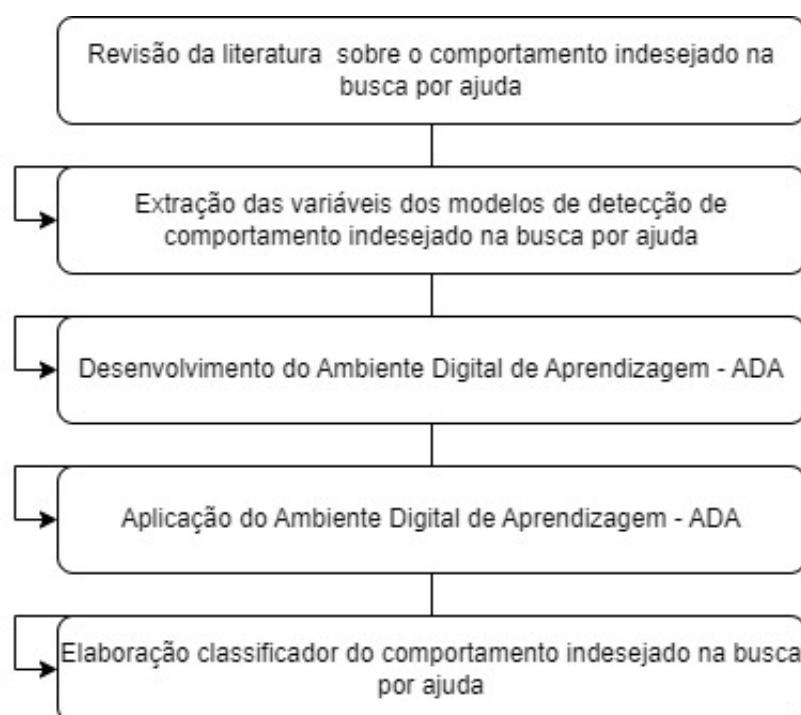 Revisão da literatura sobre o comportamento indesejado na
busca por ajuda
Extração das variáveis dos modelos de detecção de
comportamento indesejado na busca por ajuda
Desenvolvimento do Ambiente Digital de Aprendizagem - ADA
Aplicação do Ambiente Digital de Aprendizagem - ADA
Elaboração classificador do comportamento indesejado na busca
por ajuda